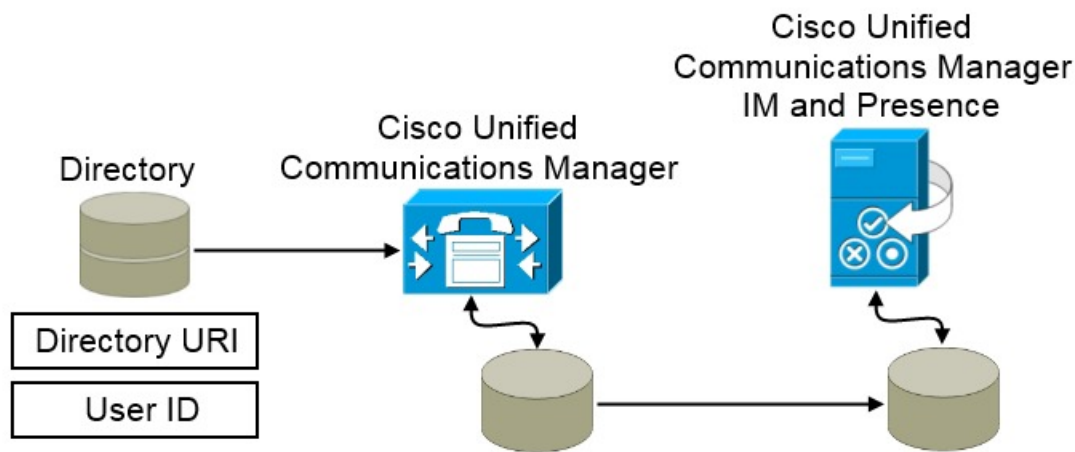 Cisco Unified
Communications Manager
IM and Presence
Cisco Unified
Communications Manager
Directory
Directory URI
User ID